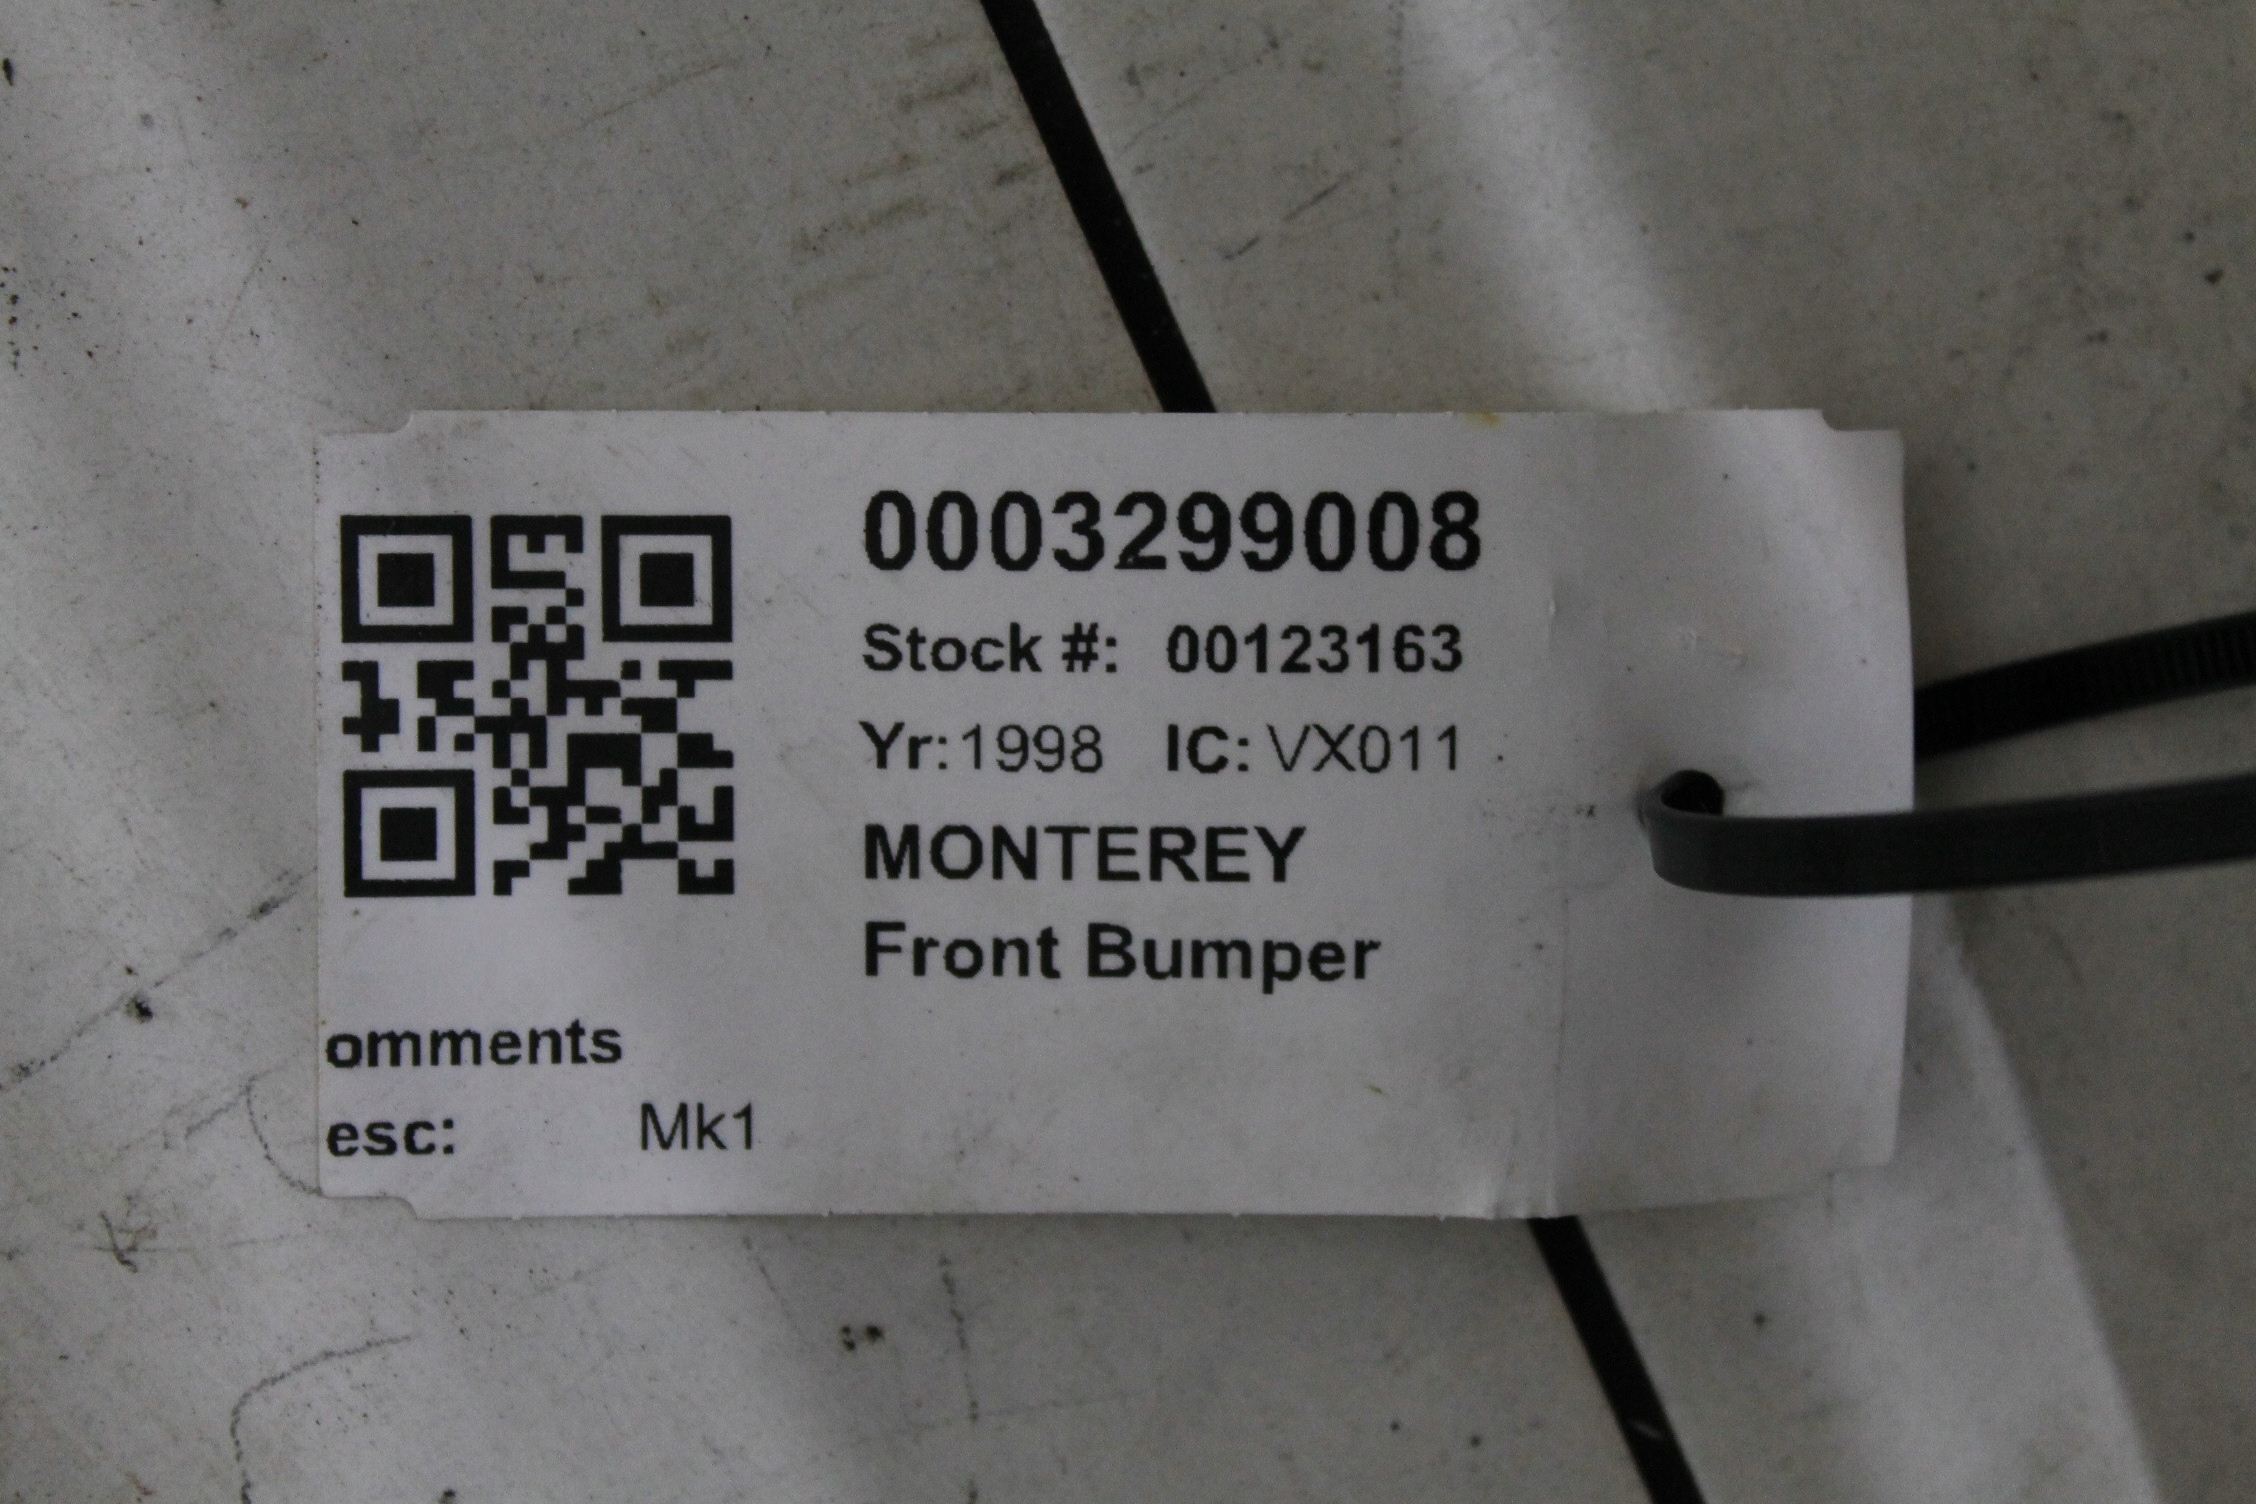 0003299008
Stock #: 00123163
Yr: 1998 IC: VX011
MONTEREY
Front Bumper
omments
esc: Mk1